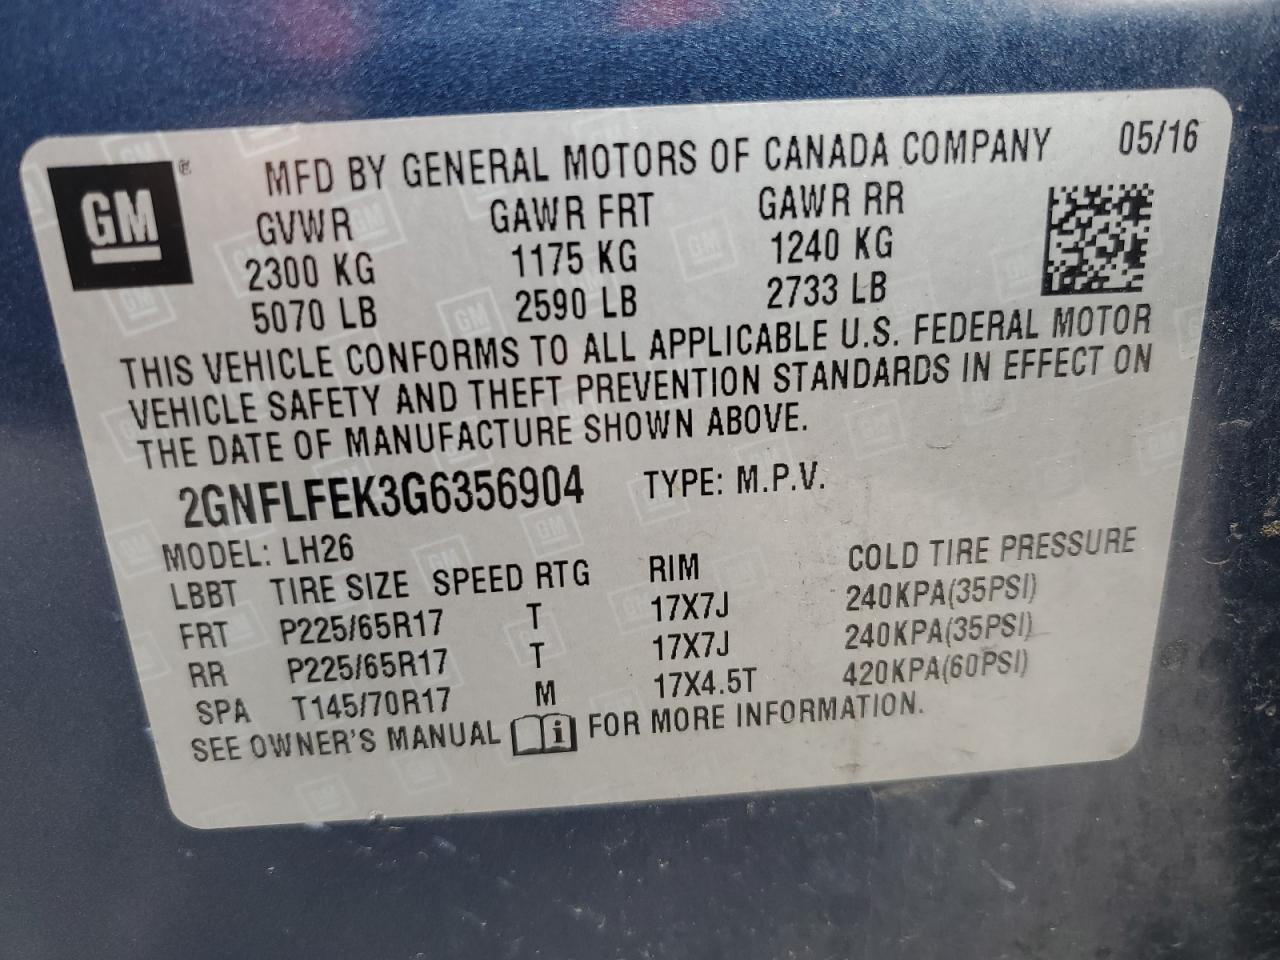 GM ® MFD BY GENERAL MOTORS OF CANADA COMPANY 05/16
GVWR GAWR FRT GAWR RR
2300 KG 1175 KG 1240 KG
5070 LB 2590 LB 2733 LB
THIS VEHICLE CONFORMS TO ALL APPLICABLE U.S. FEDERAL MOTOR
VEHICLE SAFETY AND THEFT PREVENTION STANDARDS IN EFFECT ON
THE DATE OF MANUFACTURE SHOWN ABOVE.
2GNFLFEK3G6356904 TYPE: M.P.V.
MODEL: LH26
LBBT TIRE SIZE SPEED RTG RIM COLD TIRE PRESSURE
FRT P225/65R17 T 17X7J 240KPA(35PSI)
RR P225/65R17 T 17X7J 240KPA(35PSI)
SPA T145/70R17 M 17X4.5T 420KPA(60PSI)
SEE OWNER'S MANUAL i FOR MORE INFORMATION.